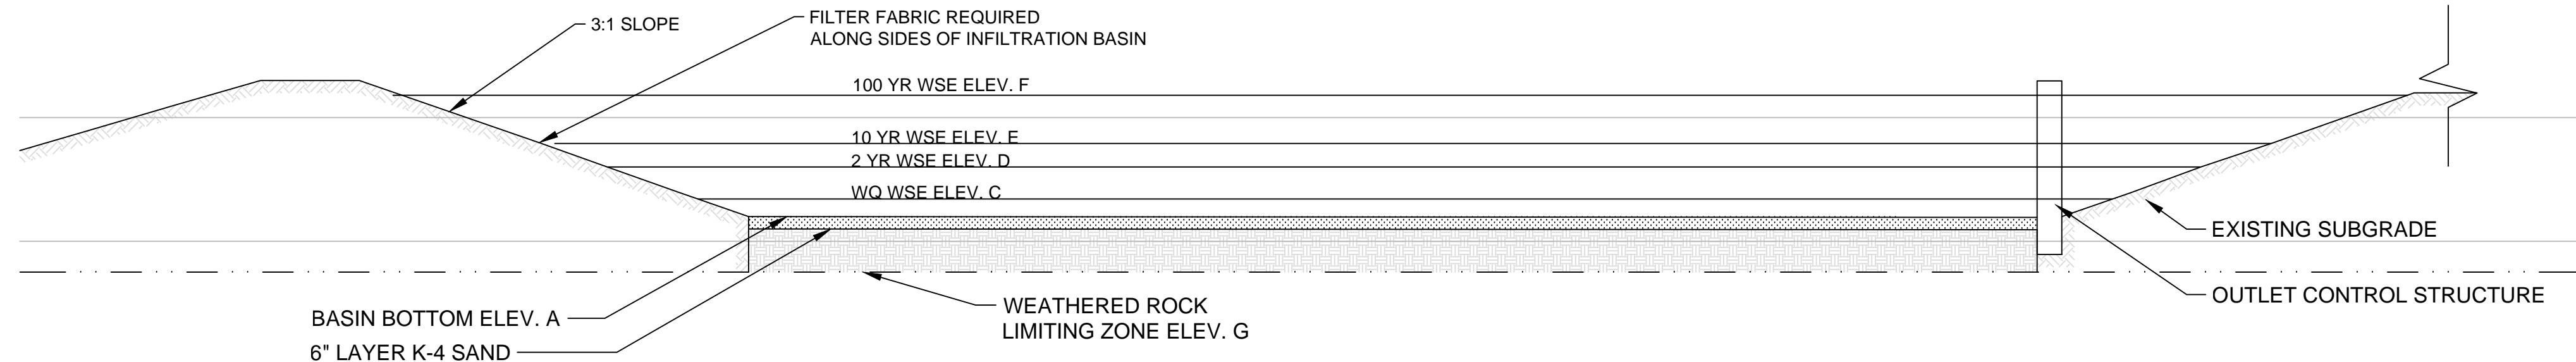 3:1 SLOPE
FILTER FABRIC REQUIRED
ALONG SIDES OF INFILTRATION BASIN
100 YR WSE ELEV. F
10 YR WSE ELEV. E
2 YR WSE ELEV. D
WQ WSE ELEV. C
EXISTING SUBGRADE
OUTLET CONTROL STRUCTURE
WEATHERED ROCK
LIMITING ZONE ELEV. G
BASIN BOTTOM ELEV. A
6" LAYER K-4 SAND